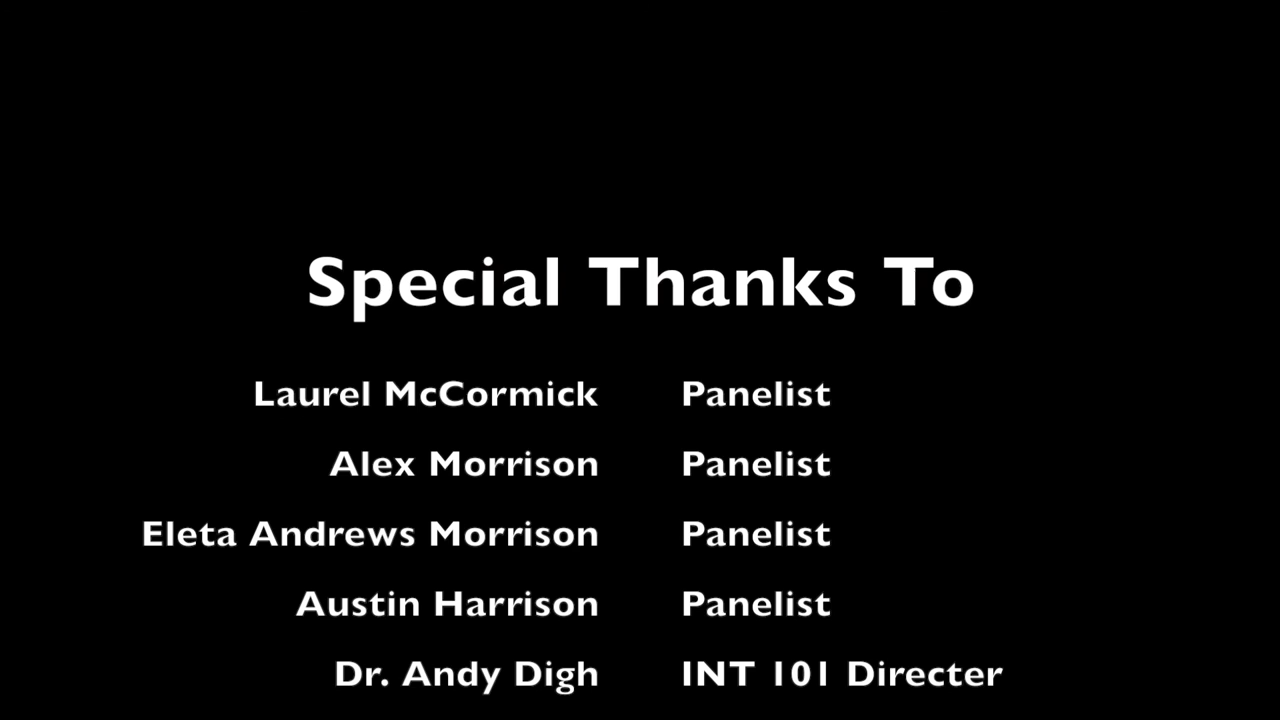 Special Thanks To
Laurel McCormick Panelist
Alex Morrison Panelist
Eleta Andrews Morrison Panelist
Austin Harrison Panelist
Dr. Andy Digh INT 101 Directer